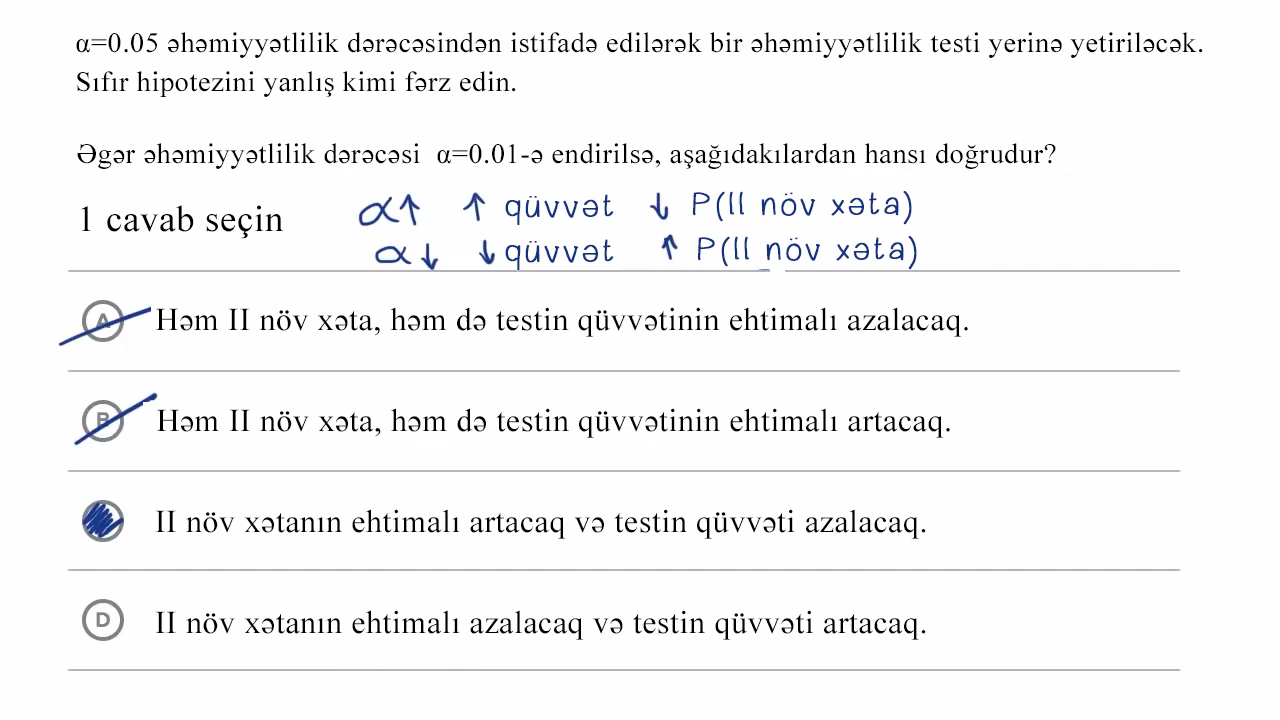 α=0.05 əhəmiyyətlilik dərəcəsindən istifadə edilərək bir əhəmiyyətlilik testi yerinə yetiriləcək.
Sıfır hipotezini yanlış kimi fərz edin.
Əgər əhəmiyyətlilik dərəcəsi α=0.01-ə endirilsə, aşağıdakılardan hansı doğrudur?
1 cavab seçin
α↑ ↑ qüvvət ↓ P(II növ xəta)
α↓ ↓ qüvvət ↑ P(II növ xəta)
A Həm II növ xəta, həm də testin qüvvətinin ehtimalı azalacaq.
B Həm II növ xəta, həm də testin qüvvətinin ehtimalı artacaq.
II növ xətanın ehtimalı artacaq və testin qüvvəti azalacaq.
D II növ xətanın ehtimalı azalacaq və testin qüvvəti artacaq.